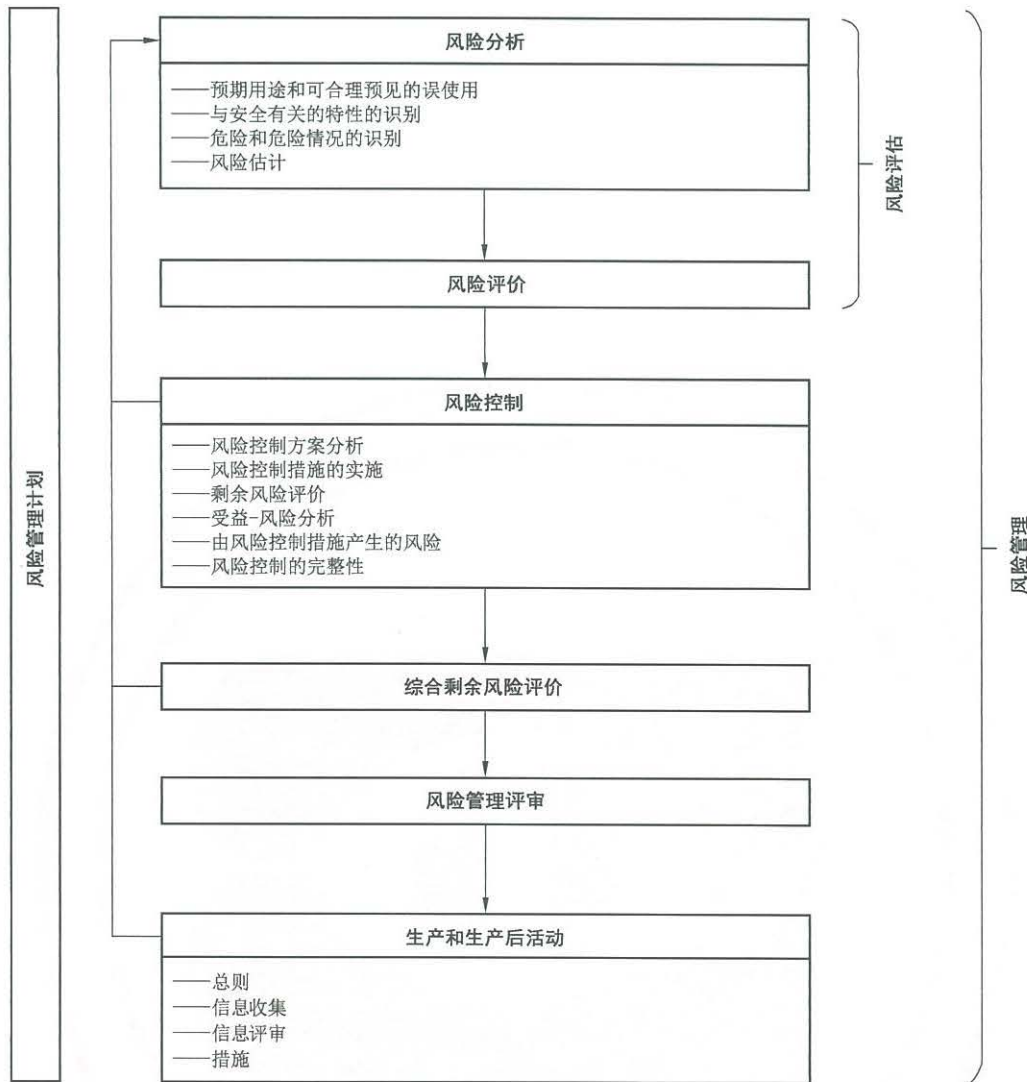 风险管理计划
风险分析
——预期用途和可合理预见的误使用
——与安全有关的特性的识别
——危险和危险情况的识别
——风险估计
风险评价
风险评估
风险控制
——风险控制方案分析
——风险控制措施的实施
——剩余风险评价
——受益-风险分析
——由风险控制措施产生的风险
——风险控制的完整性
综合剩余风险评价
风险管理评审
生产和生产后活动
——总则
——信息收集
——信息评审
——措施
风险管理